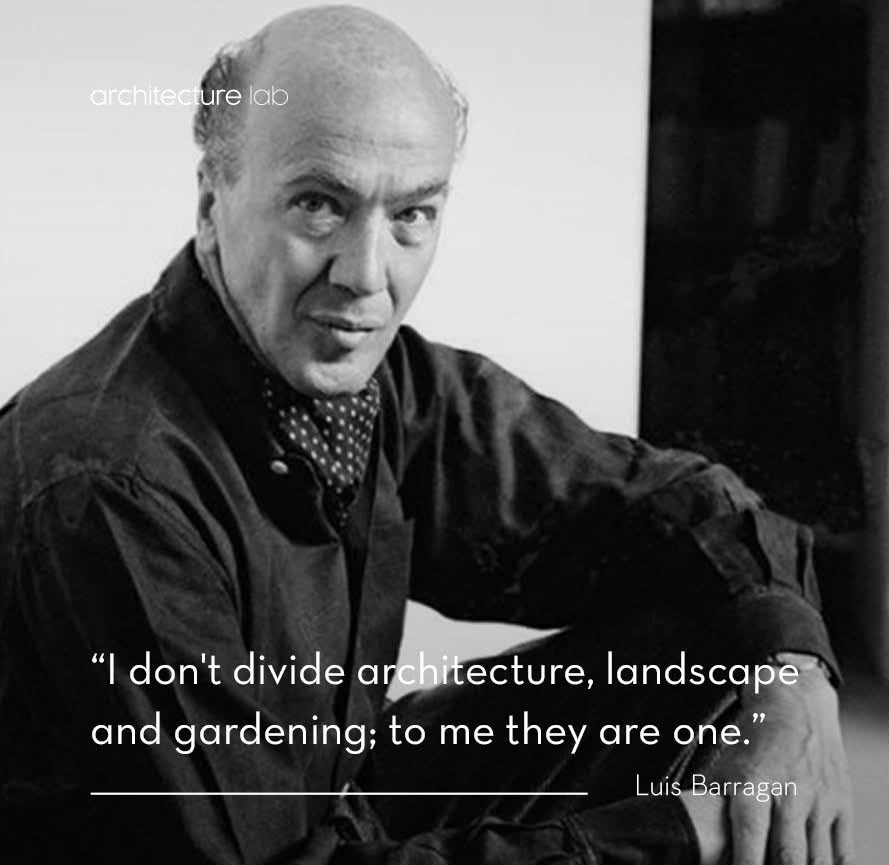 architecture lab
“I don't divide architecture, landscape
and gardening; to me they are one.”
Luis Barragan